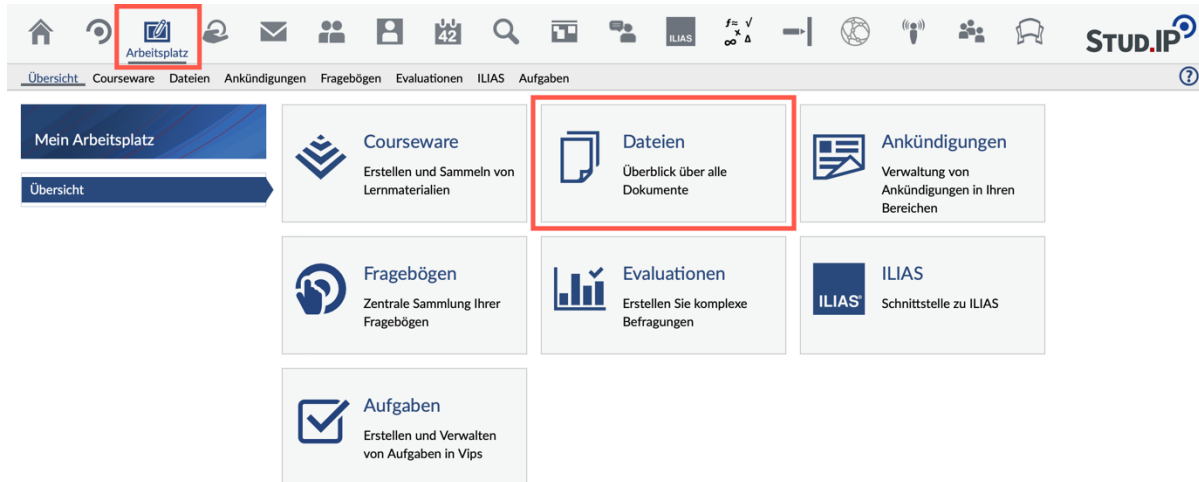 Arbeitsplatz
42
ILIAS
f≈ √
x
∞ Δ
STUD.IP
Übersicht Courseware Dateien Ankündigungen Fragebögen Evaluationen ILIAS Aufgaben
?
Mein Arbeitsplatz
Übersicht
Courseware
Erstellen und Sammeln von
Lernmaterialien
Dateien
Überblick über alle
Dokumente
Ankündigungen
Verwaltung von
Ankündigungen in Ihren
Bereichen
Fragebögen
Zentrale Sammlung Ihrer
Fragebögen
Evaluationen
Erstellen Sie komplexe
Befragungen
ILIAS
ILIAS
Schnittstelle zu ILIAS
Aufgaben
Erstellen und Verwalten
von Aufgaben in Vips